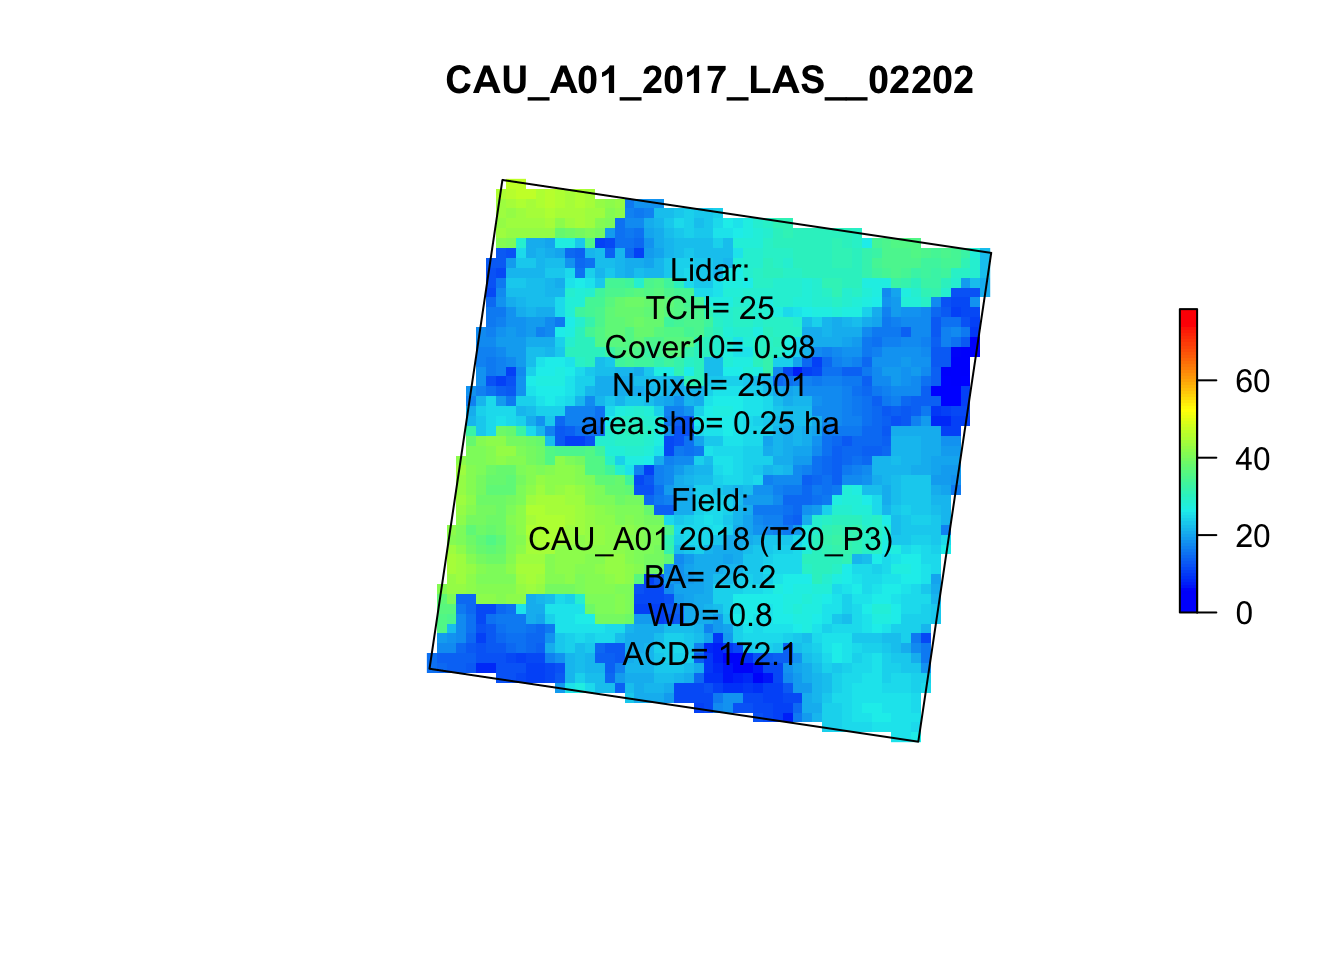 CAU_A01_2017_LAS__02202
Lidar:
TCH= 25
Cover10= 0.98
N.pixel= 2501
area.shp= 0.25 ha
Field:
CAU_A01 2018 (T20_P3)
BA= 26.2
WD= 0.8
ACD= 172.1
60
40
20
0